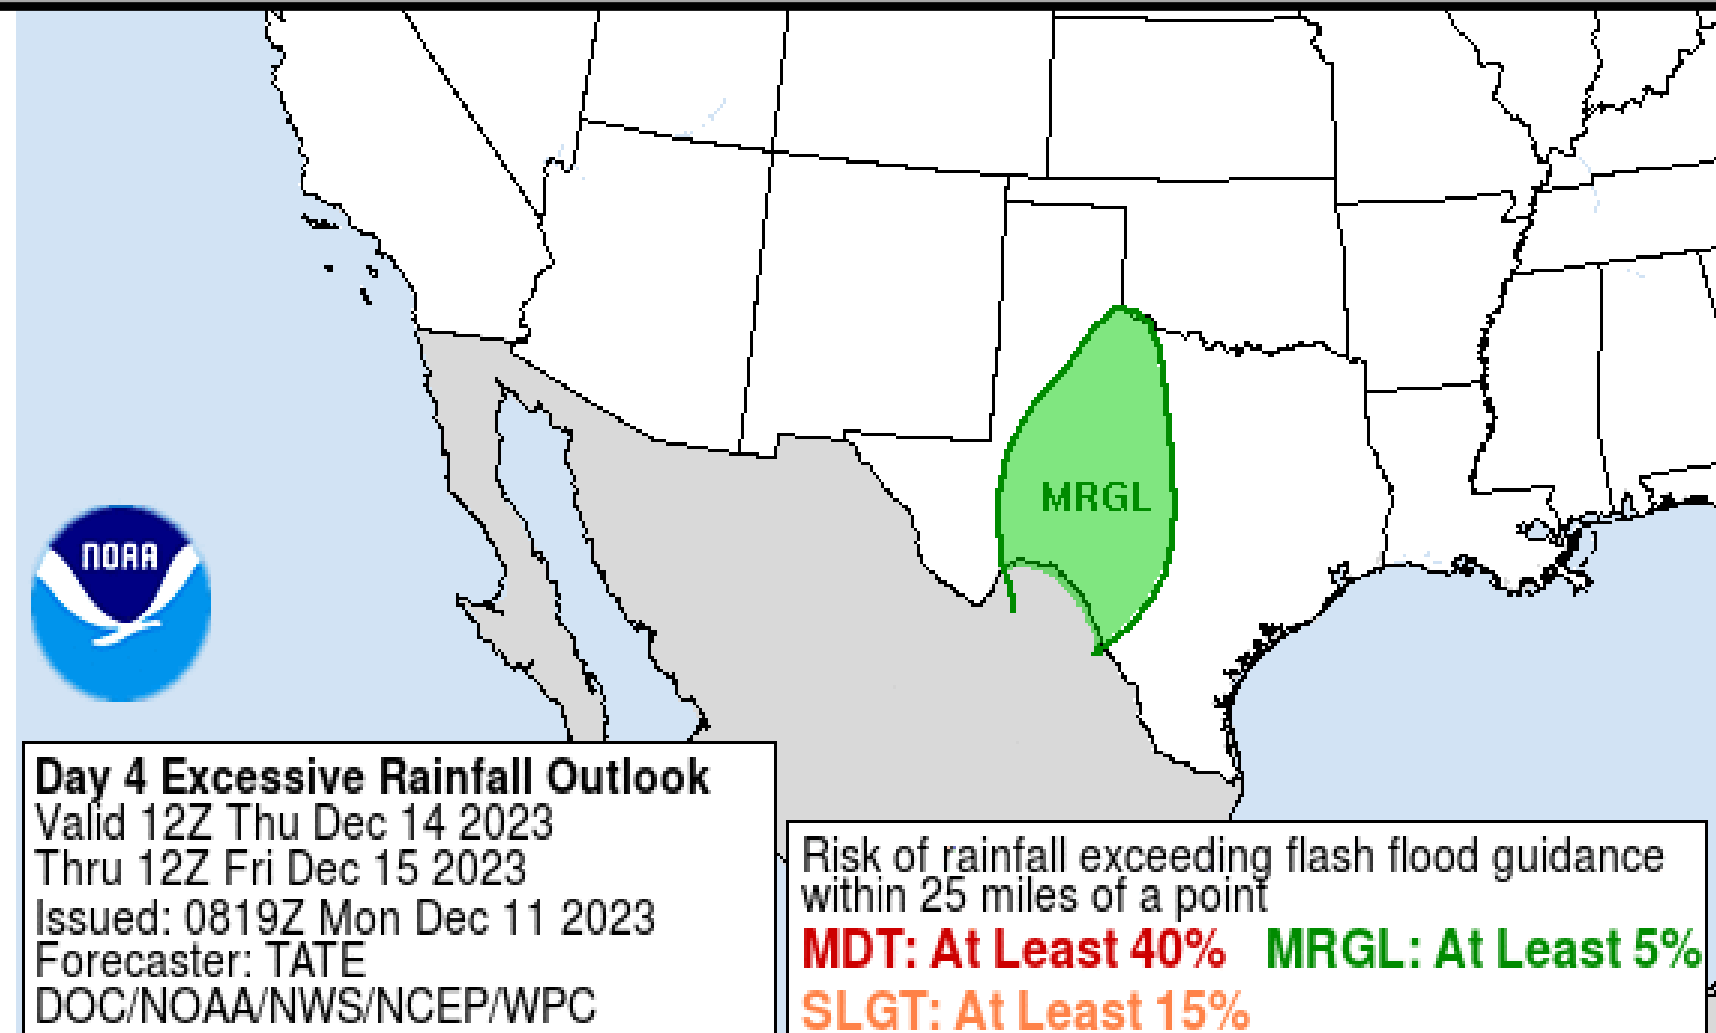 MRGL
NOAA
Day 4 Excessive Rainfall Outlook
Valid 12Z Thu Dec 14 2023
Thru 12Z Fri Dec 15 2023
Issued: 0819Z Mon Dec 11 2023
Forecaster: TATE
DOC/NOAA/NWS/NCEP/WPC
Risk of rainfall exceeding flash flood guidance
within 25 miles of a point
MDT: At Least 40% MRGL: At Least 5%
SLGT: At Least 15%